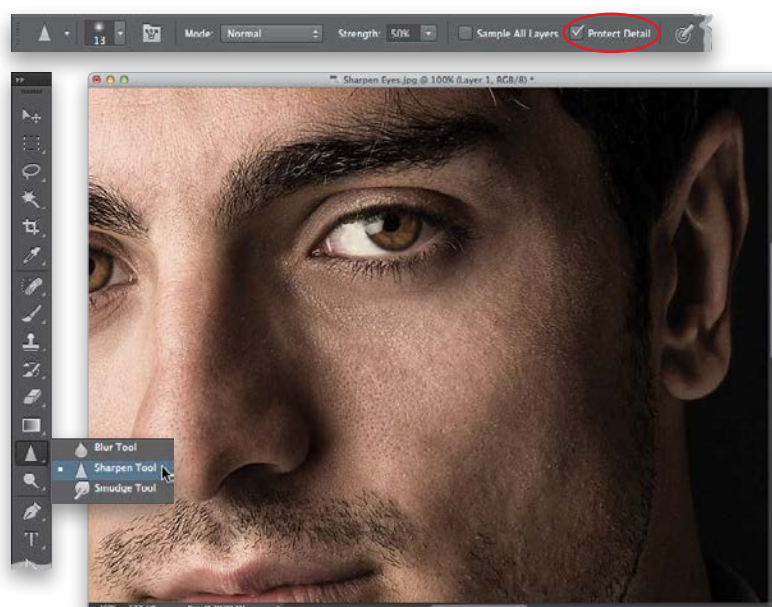 13 Mode: Normal Strength: 50% Sample All Layers Protect Detail
Sharpen Eyes.jpg @ 100% (Layer 1, RGB/8) *
Blur Tool
Sharpen Tool
Smudge Tool
T